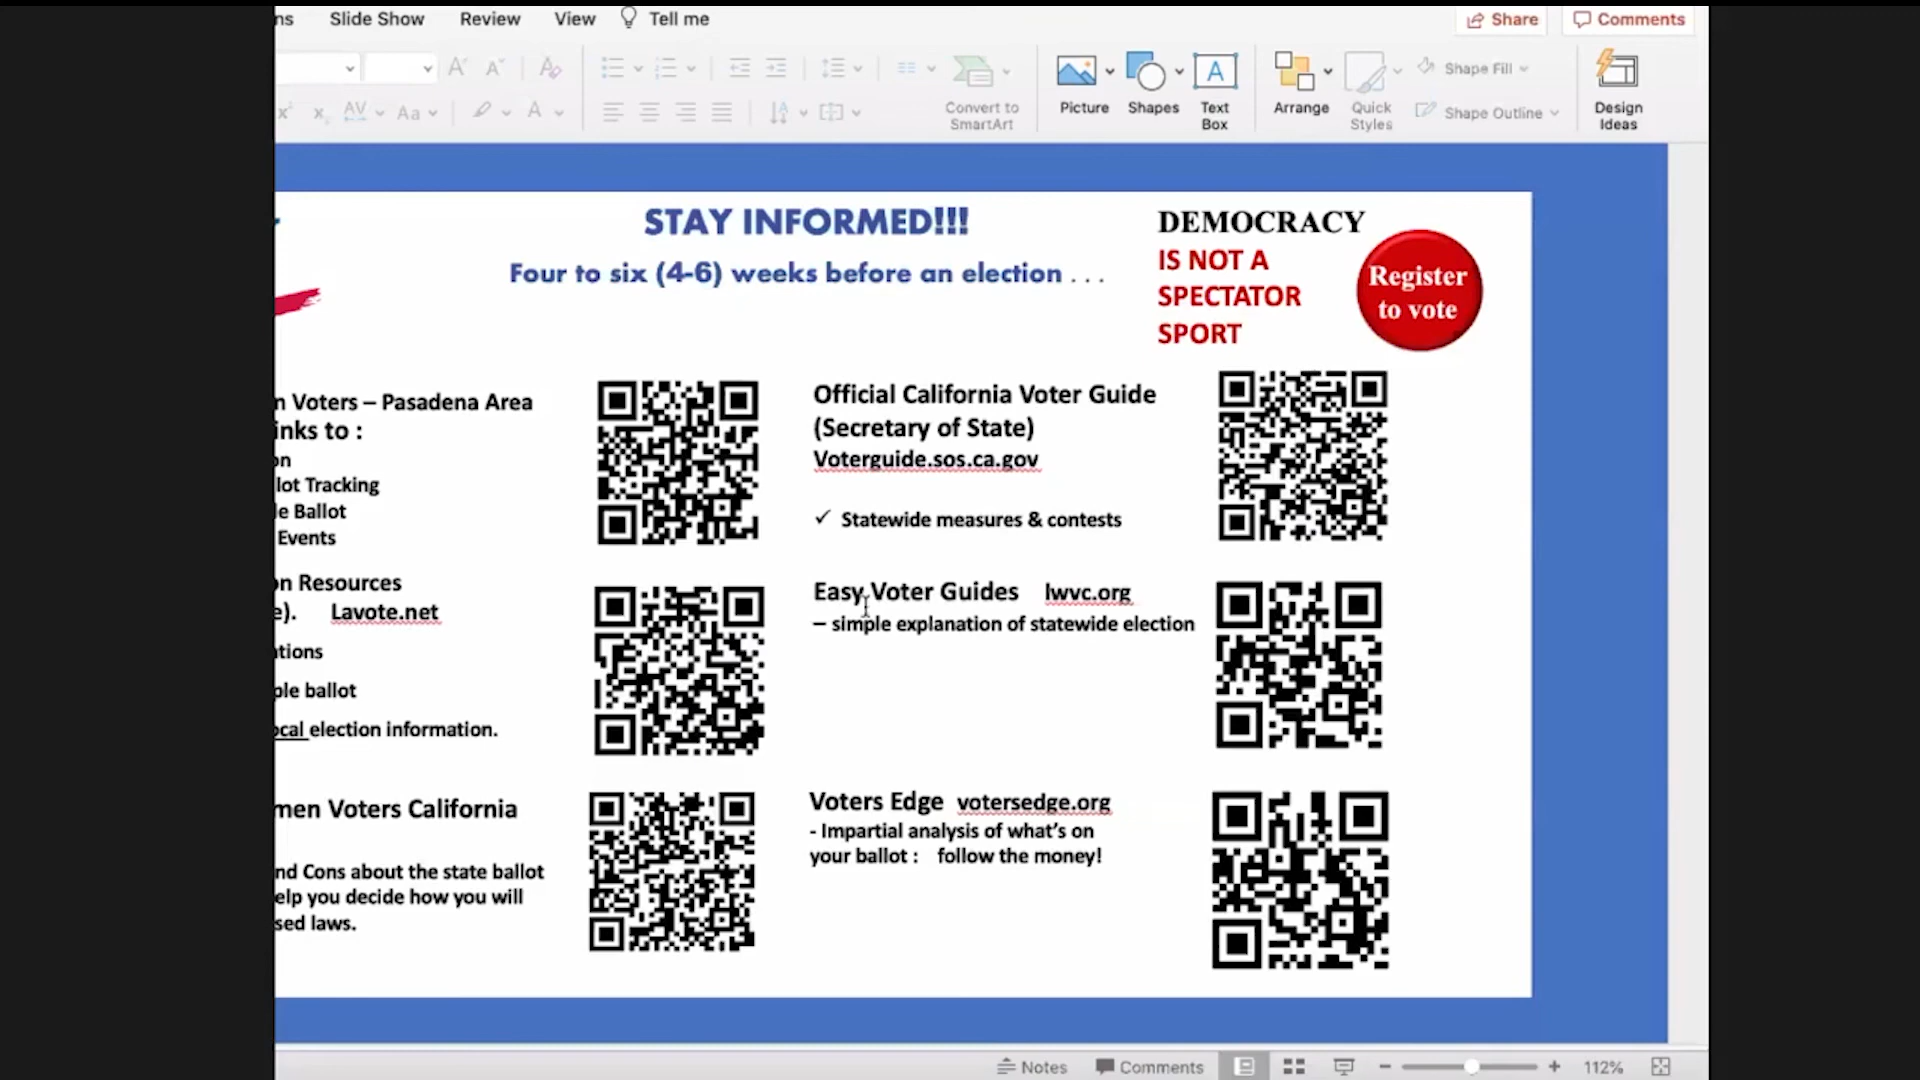 Slide Show
Review
View
Tell me
Share
Comments
Convert to
SmartArt
Picture
Shapes
Text
Box
Arrange
Quick
Styles
Shape Fill
Shape Outline
Design
Ideas
STAY INFORMED!!!
Four to six (4-6) weeks before an election . . .
DEMOCRACY
IS NOT A
SPECTATOR
SPORT
Register
to vote
Voters – Pasadena Area
inks to :
on
lot Tracking
le Ballot
Events
on Resources
e). Lavote.net
tions
ple ballot
ocal election information.
men Voters California
nd Cons about the state ballot
elp you decide how you will
sed laws.
Official California Voter Guide
(Secretary of State)
Voterguide.sos.ca.gov
✓ Statewide measures & contests
Easy Voter Guides lwvc.org
– simple explanation of statewide election
Voters Edge votersedge.org
- Impartial analysis of what's on
your ballot : follow the money!
Notes
Comments
112%